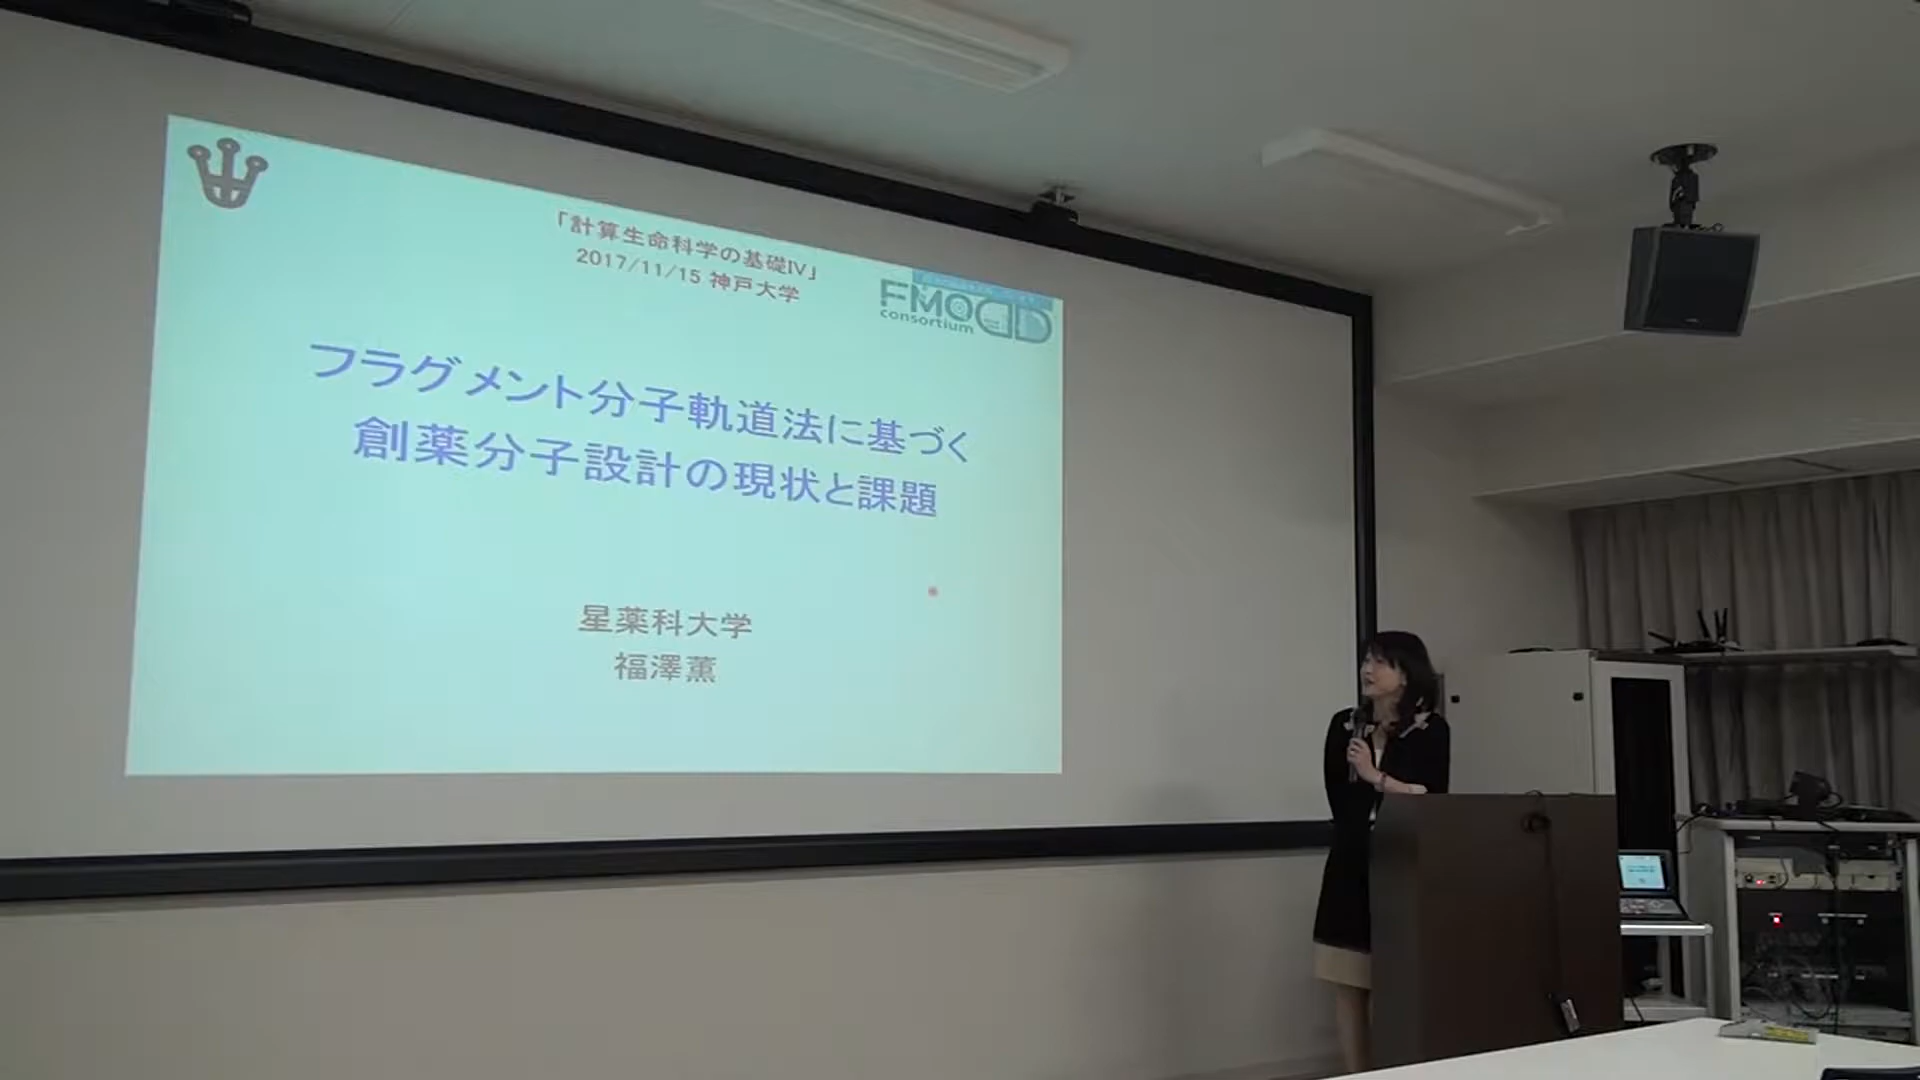 「計算生命科学の基礎Ⅳ」
2017/11/15 神戸大学
FMODD
consortium
フラグメント分子軌道法に基づく
創薬分子設計の現状と課題
星薬科大学
福澤薫